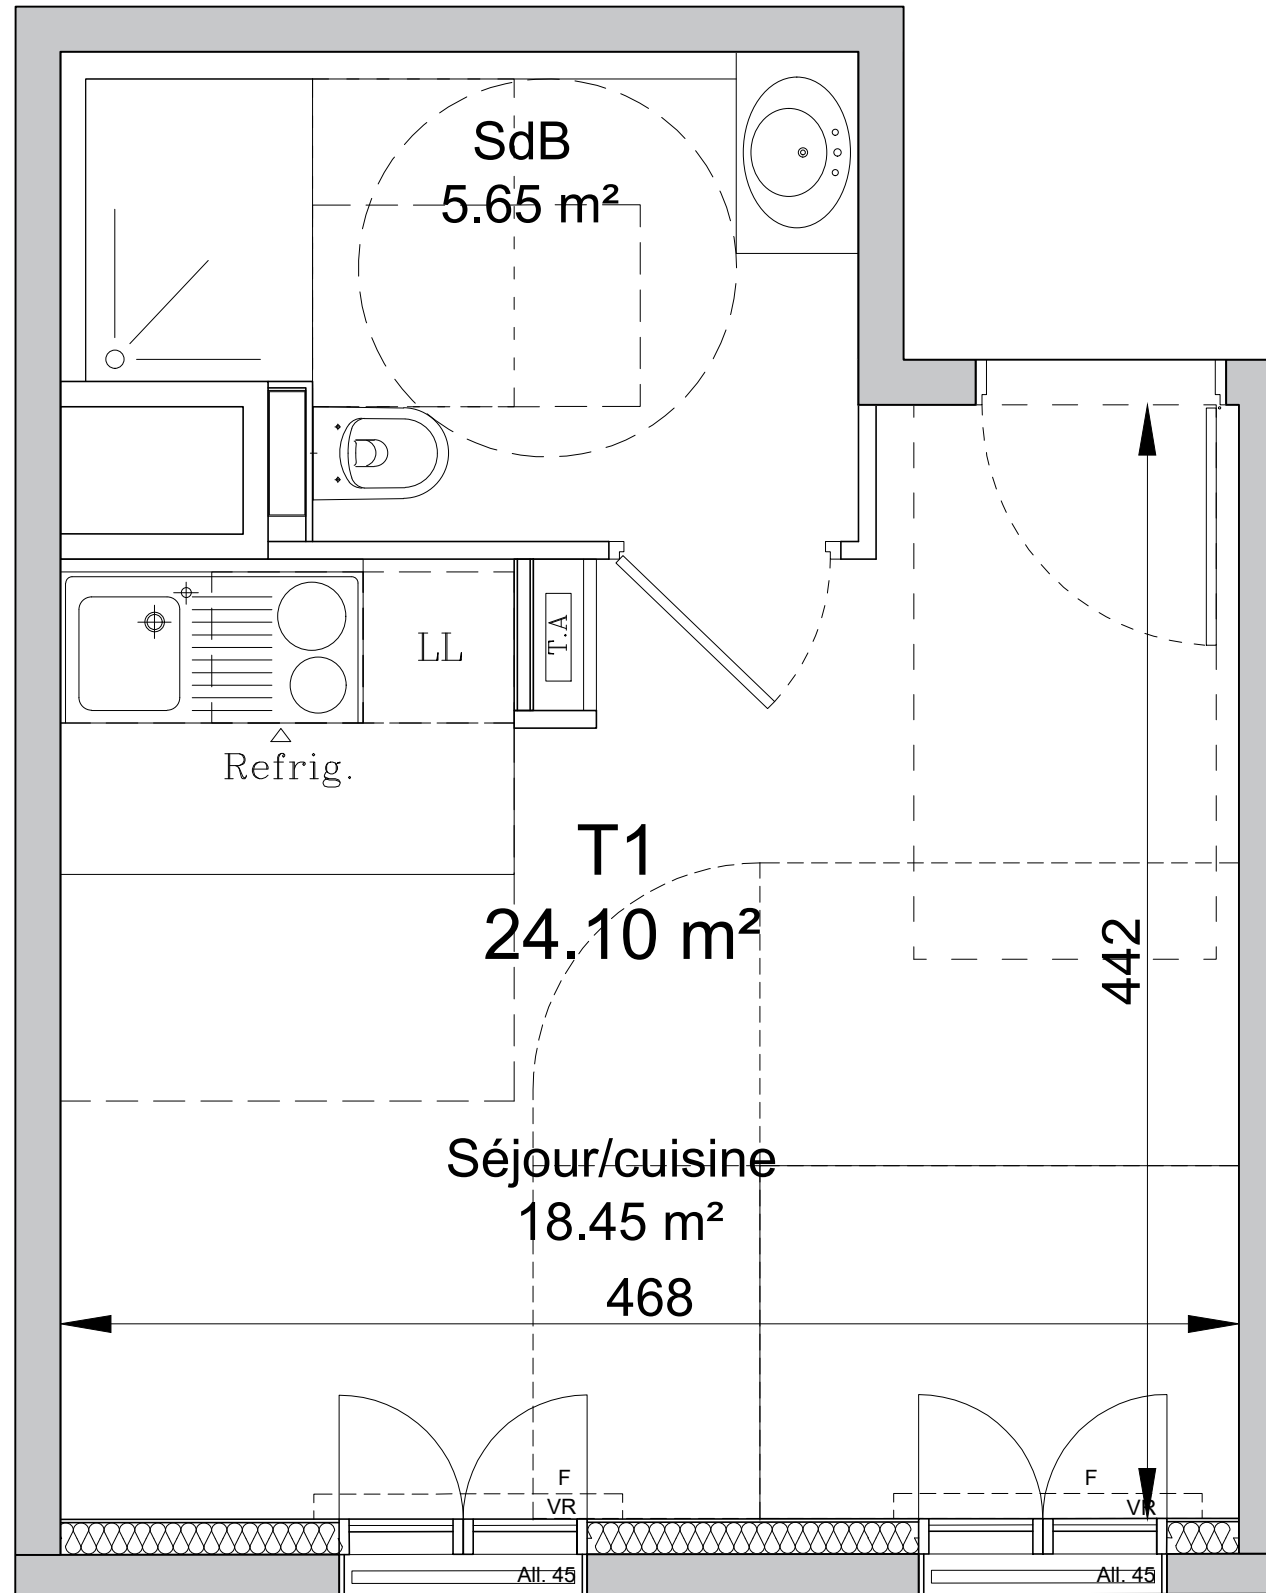 SdB
5.65 m²
T.A
LL
Refrig.
T1
24.10 m²
442
Séjour/cuisine
18.45 m²
468
F
VR
F
VR
All. 45
All. 45